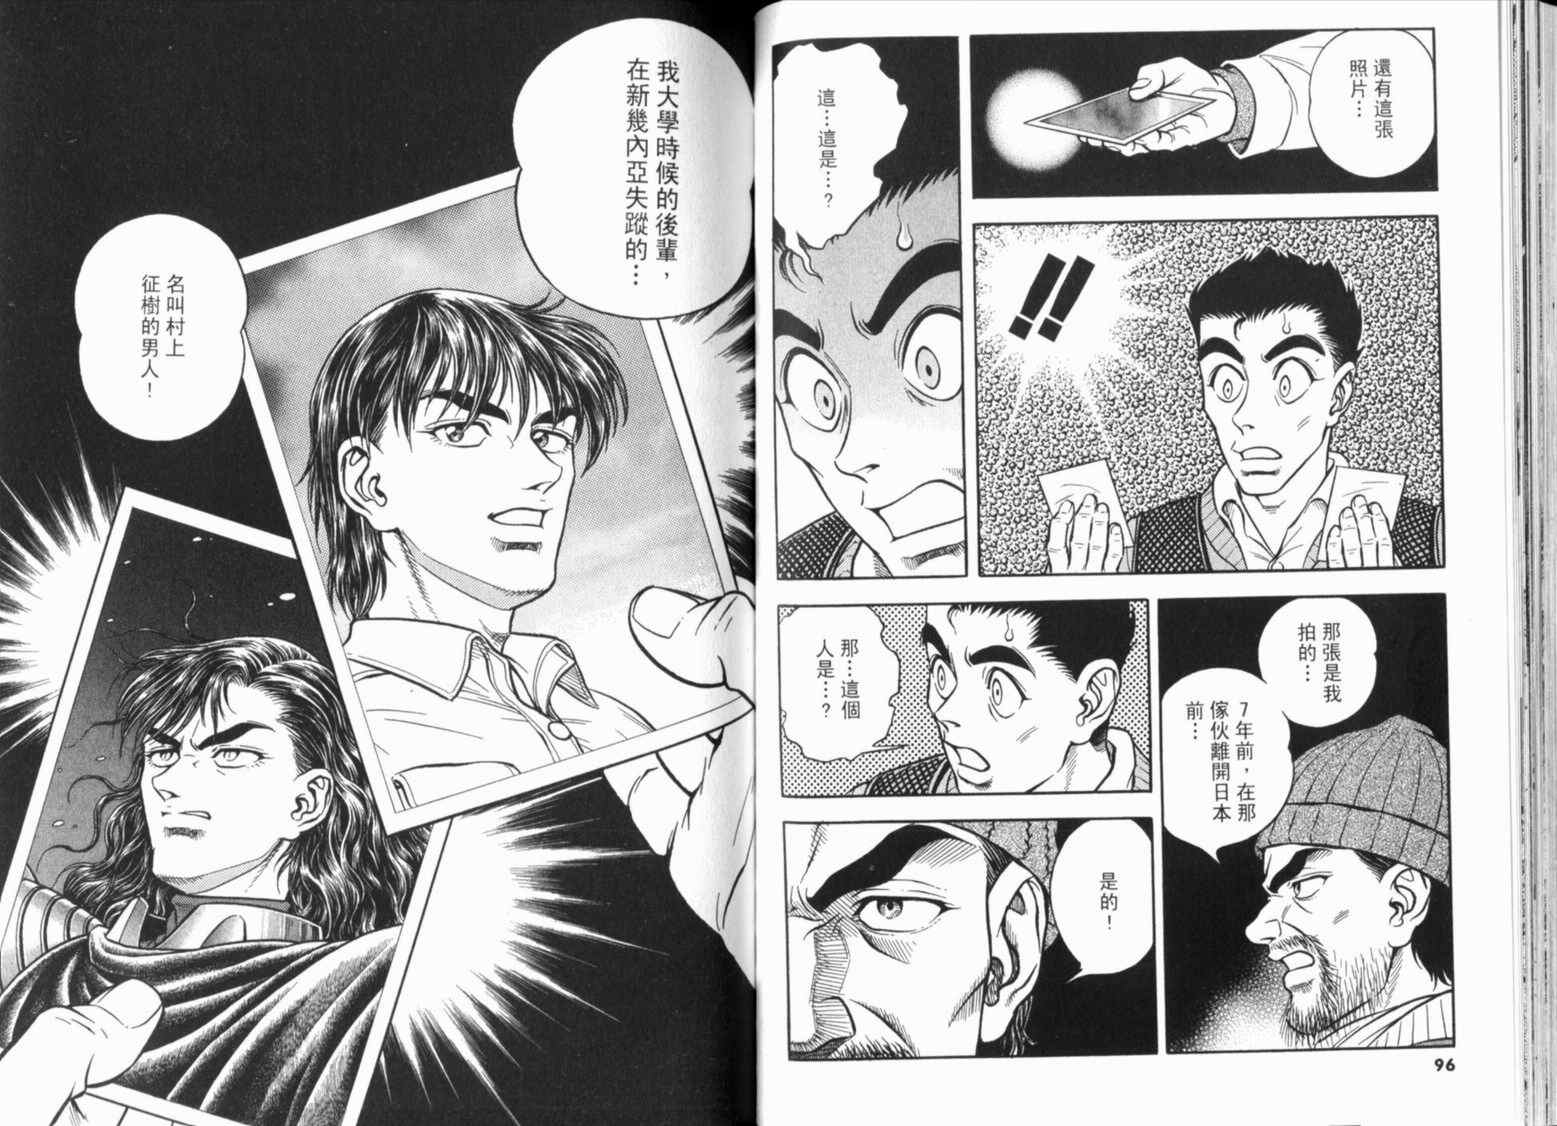 還有這張
照片…
!!
這…這是…?
那張是我
拍的…
7年前,在那
傢伙離開日本
前…
那…這個
人是…?
是的!
96
我大學時候的後輩,
在新幾內亞失蹤的…
名叫村上
征樹的男人!